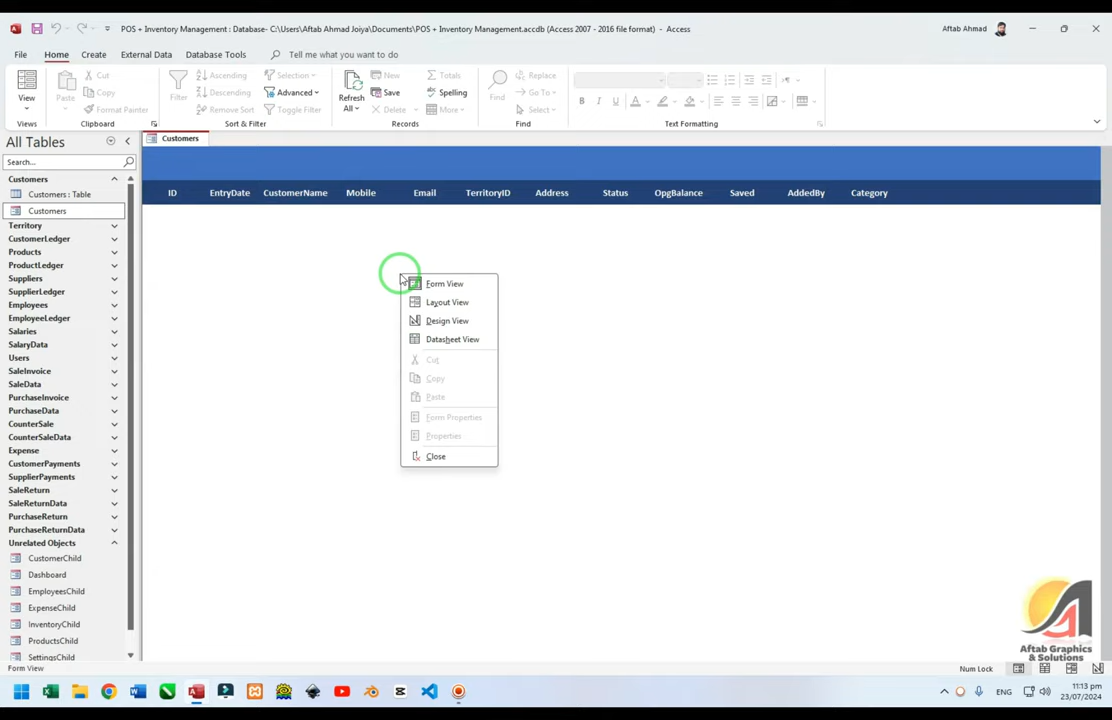 POS + Inventory Management : Database- C:\Users\Aftab Ahmad Joiya\Documents\POS + Inventory Management.accdb (Access 2007 - 2016 file format) - Access
Aftab Ahmad
File
Home
Create
External Data
Database Tools
Tell me what you want to do
View
Views
Paste
Cut
Copy
Format Painter
Clipboard
Filter
Ascending
Descending
Remove Sort
Selection
Advanced
Toggle Filter
Sort & Filter
Refresh
All
New
Save
Delete
Totals
Spelling
More
Records
Find
Replace
Go To
Select
Find
B I U A
Text Formatting
All Tables
Search...
Customers
Customers : Table
Customers
Territory
CustomerLedger
Products
ProductLedger
Suppliers
SupplierLedger
Employees
EmployeeLedger
Salaries
SalaryData
Users
SaleInvoice
SaleData
PurchaseInvoice
PurchaseData
CounterSale
CounterSaleData
Expense
CustomerPayments
SupplierPayments
SaleReturn
SaleReturnData
PurchaseReturn
PurchaseReturnData
Unrelated Objects
CustomerChild
Dashboard
EmployeesChild
ExpenseChild
InventoryChild
ProductsChild
SettingsChild
Customers
ID EntryDate CustomerName Mobile Email TerritoryID Address Status OpgBalance Saved AddedBy Category
Form View
Layout View
Design View
Datasheet View
Cut
Copy
Paste
Form Properties
Properties
Close
Aftab Graphics
& Solutions
Form View
Num Lock
ENG
11:13 pm
23/07/2024